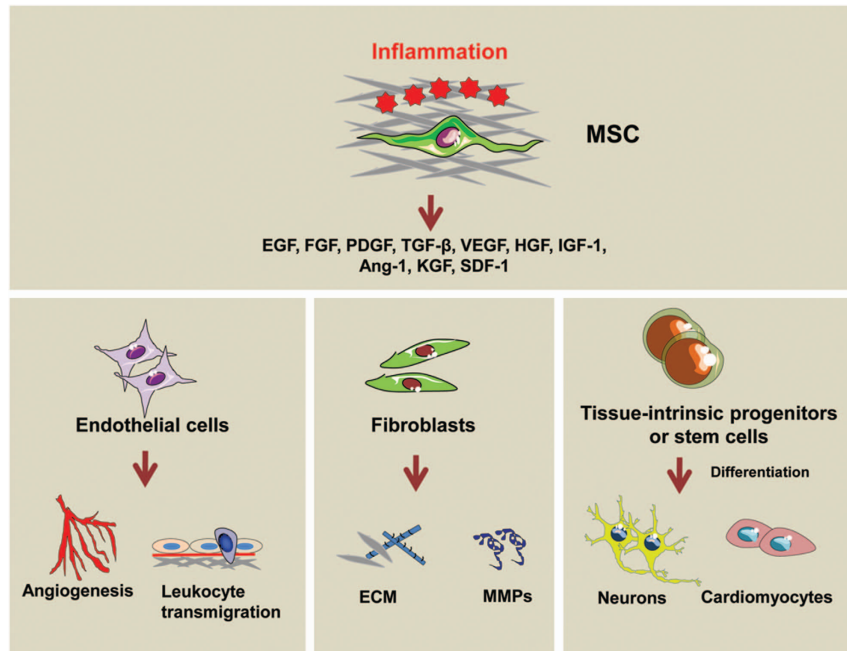 Inflammation
MSC
EGF, FGF, PDGF, TGF-β, VEGF, HGF, IGF-1,
Ang-1, KGF, SDF-1
Endothelial cells
Angiogenesis
Leukocyte
transmigration
Fibroblasts
ECM
MMPs
Tissue-intrinsic progenitors
or stem cells
Differentiation
Neurons
Cardiomyocytes